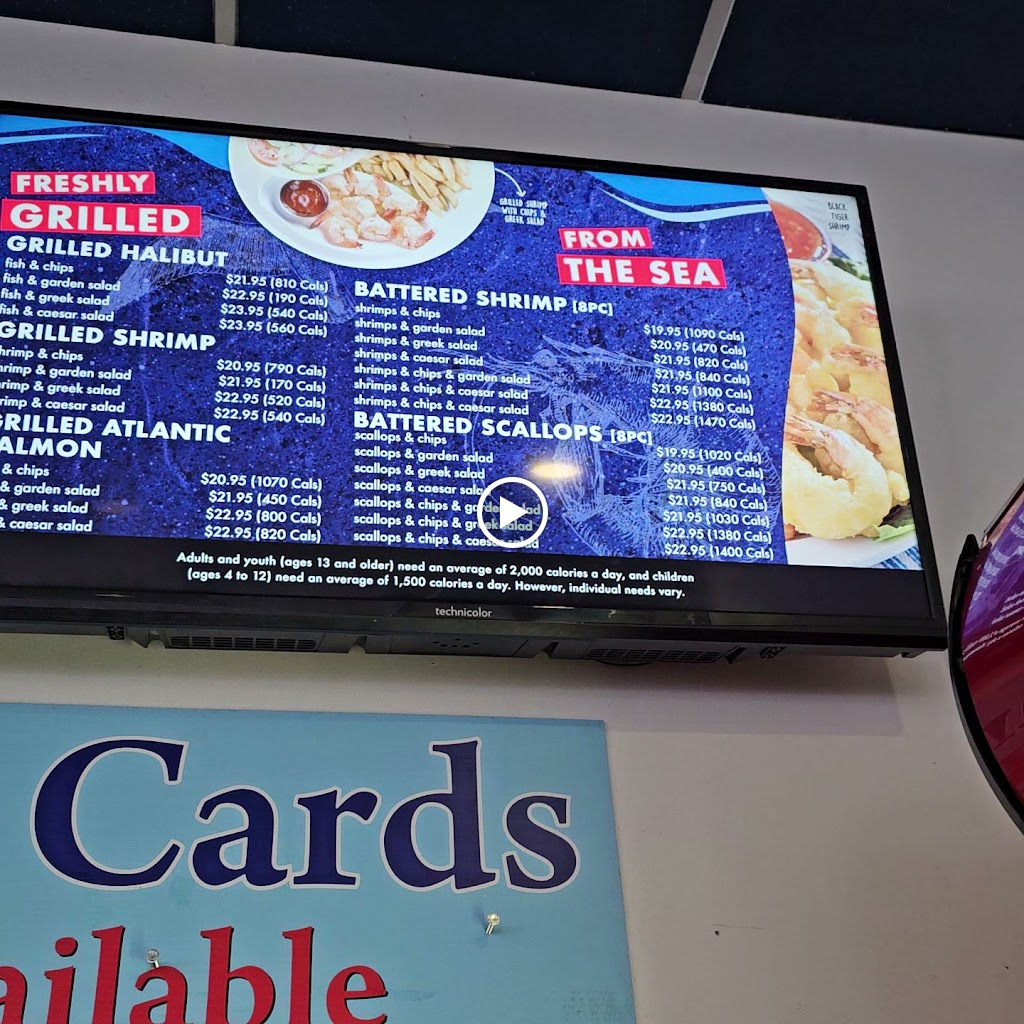 FRESHLY
GRILLED
GRILLED HALIBUT
fish & chips $21.95 (810 Cals)
fish & garden salad $22.95 (190 Cals)
fish & greek salad $23.95 (540 Cals)
fish & caesar salad $23.95 (560 Cals)
GRILLED SHRIMP
hrimp & chips $20.95 (790 Cals)
hrimp & garden salad $21.95 (170 Cals)
rimp & greek salad $22.95 (520 Cals)
rimp & caesar salad $22.95 (540 Cals)
GRILLED ATLANTIC
ALMON
& chips $20.95 (1070 Cals)
& garden salad $21.95 (450 Cals)
& greek salad $22.95 (800 Cals)
& caesar salad $22.95 (820 Cals)
GRILLED SHRIMP
WITH CHIPS &
GREEK SALAD
FROM
THE SEA
BLACK
TIGER
SHRIMP
BATTERED SHRIMP [8PC]
shrimps & chips $19.95 (1090 Cals)
shrimps & garden salad $20.95 (470 Cals)
shrimps & greek salad $21.95 (820 Cals)
shrimps & caesar salad $21.95 (840 Cals)
shrimps & chips & garden salad $21.95 (1100 Cals)
shrimps & chips & caesar salad $22.95 (1380 Cals)
shrimps & chips & caesar salad $22.95 (1470 Cals)
BATTERED SCALLOPS [8PC]
scallops & chips $19.95 (1020 Cals)
scallops & garden salad $20.95 (400 Cals)
scallops & greek salad $21.95 (750 Cals)
scallops & caesar salad $21.95 (840 Cals)
scallops & chips & garden salad $21.95 (1030 Cals)
scallops & chips & greek salad $22.95 (1380 Cals)
scallops & chips & caesar salad $22.95 (1400 Cals)
Adults and youth (ages 13 and older) need an average of 2,000 calories a day, and children
(ages 4 to 12) need an average of 1,500 calories a day. However, individual needs vary.
technicolor
Cards
ailable